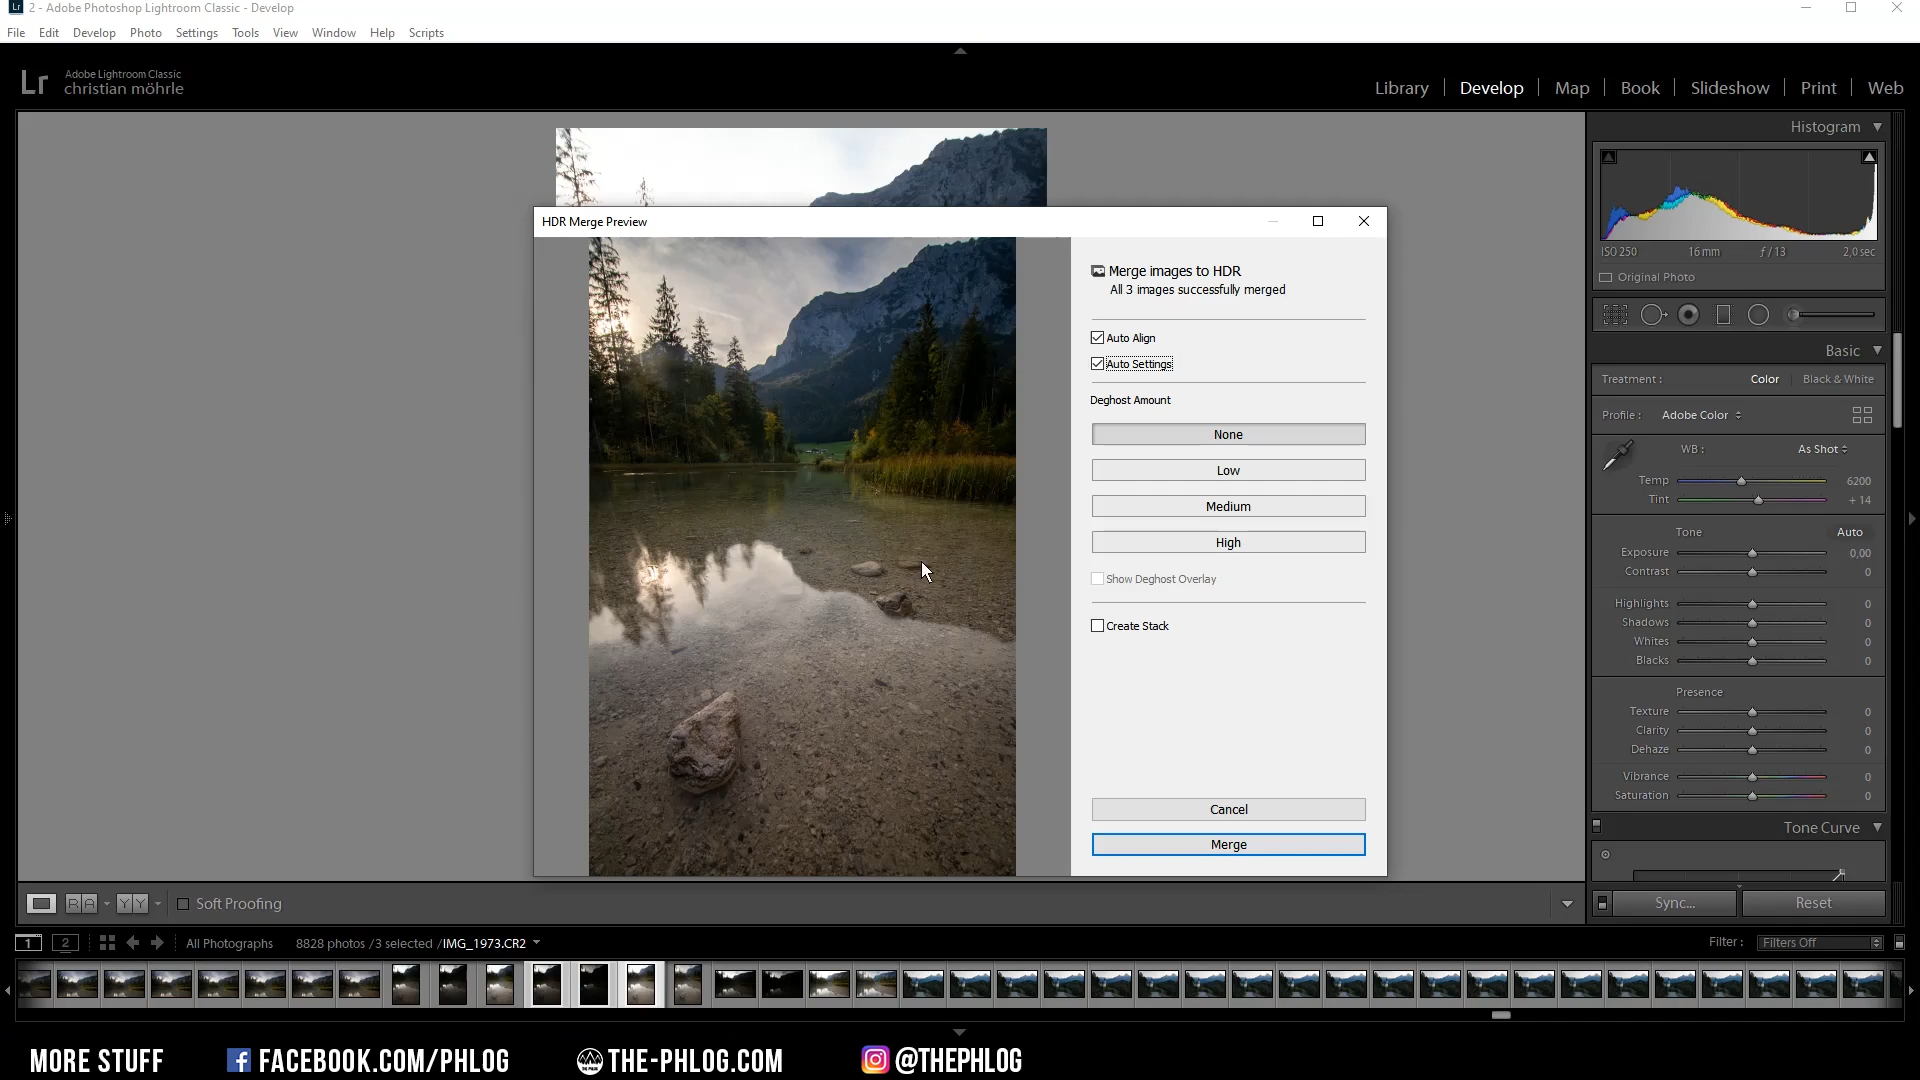 Lr 2 - Adobe Photoshop Lightroom Classic - Develop
File Edit Develop Photo Settings Tools View Window Help Scripts
Lr Adobe Lightroom Classic
christian möhrle
Library Develop Map Book Slideshow Print Web
Histogram
ISO 250 16 mm f / 13 2,0 sec
Original Photo
Basic
Treatment : Color Black & White
Profile : Adobe Color
WB : As Shot
Temp 6200
Tint + 14
Tone Auto
Exposure 0,00
Contrast 0
Highlights 0
Shadows 0
Whites 0
Blacks 0
Presence
Texture 0
Clarity 0
Dehaze 0
Vibrance 0
Saturation 0
Tone Curve
Sync... Reset
HDR Merge Preview
Merge images to HDR
All 3 images successfully merged
Auto Align
Auto Settings
Deghost Amount
None
Low
Medium
High
Show Deghost Overlay
Create Stack
Cancel
Merge
R A Y Y Soft Proofing
1 2 All Photographs 8828 photos / 3 selected / IMG_1973.CR2 Filter : Filters Off
MORE STUFF FACEBOOK.COM/PHLOG THE-PHLOG.COM @THEPHLOG